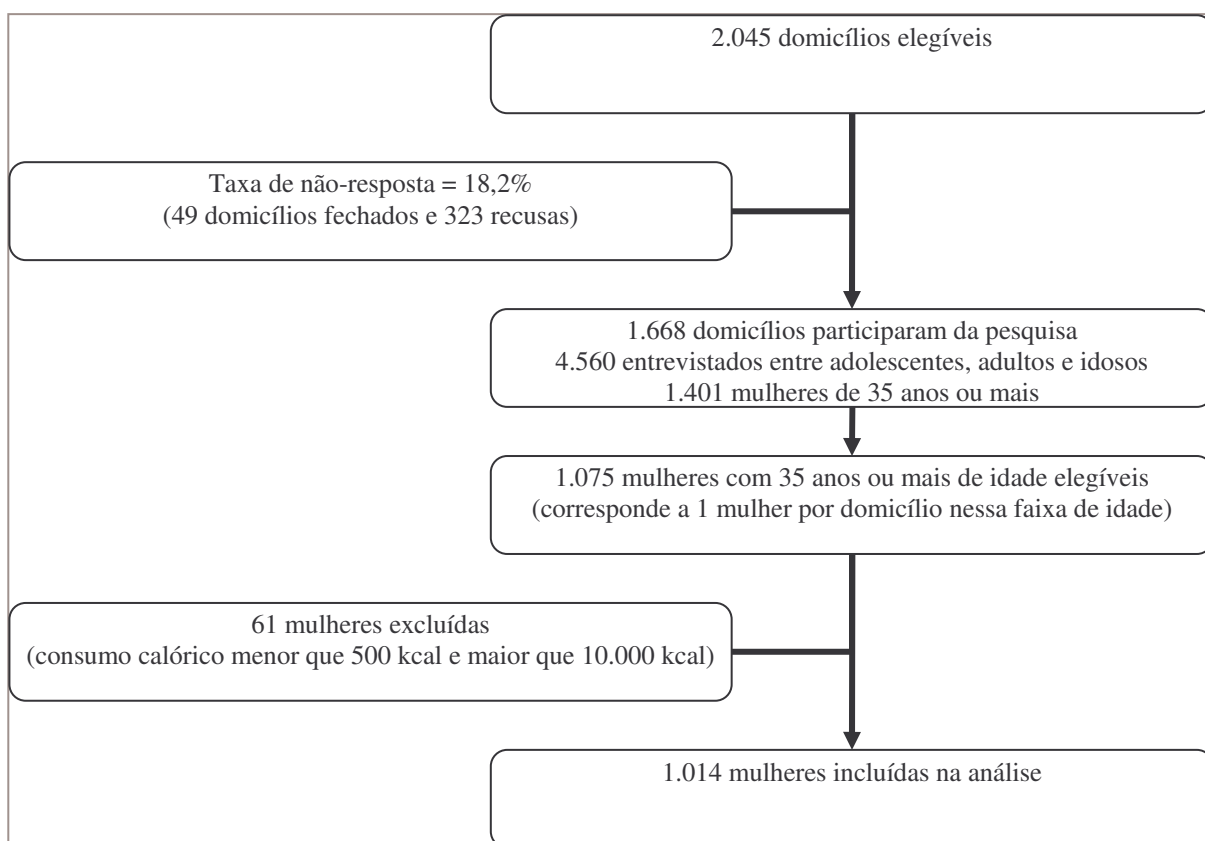 2.045 domicílios elegíveis
Taxa de não-resposta = 18,2%
(49 domicílios fechados e 323 recusas)
1.668 domicílios participaram da pesquisa
4.560 entrevistados entre adolescentes, adultos e idosos
1.401 mulheres de 35 anos ou mais
1.075 mulheres com 35 anos ou mais de idade elegíveis
(corresponde a 1 mulher por domicílio nessa faixa de idade)
61 mulheres excluídas
(consumo calórico menor que 500 kcal e maior que 10.000 kcal)
1.014 mulheres incluídas na análise